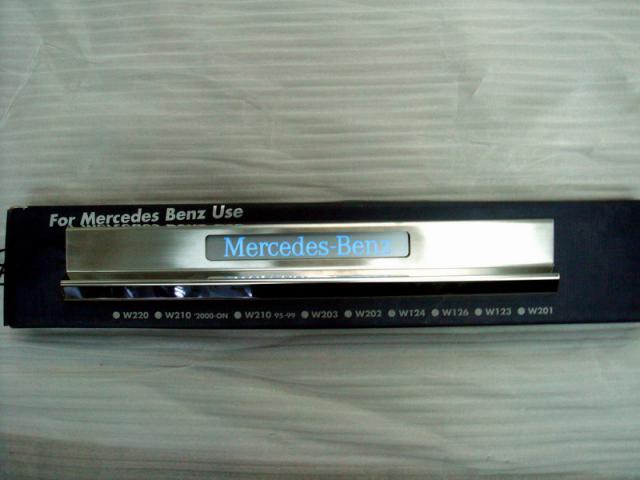 For Mercedes Benz Use
Mercedes-Benz
W220 W210 '2000-ON W210 95-99 W203 W202 W124 W126 W123 W201